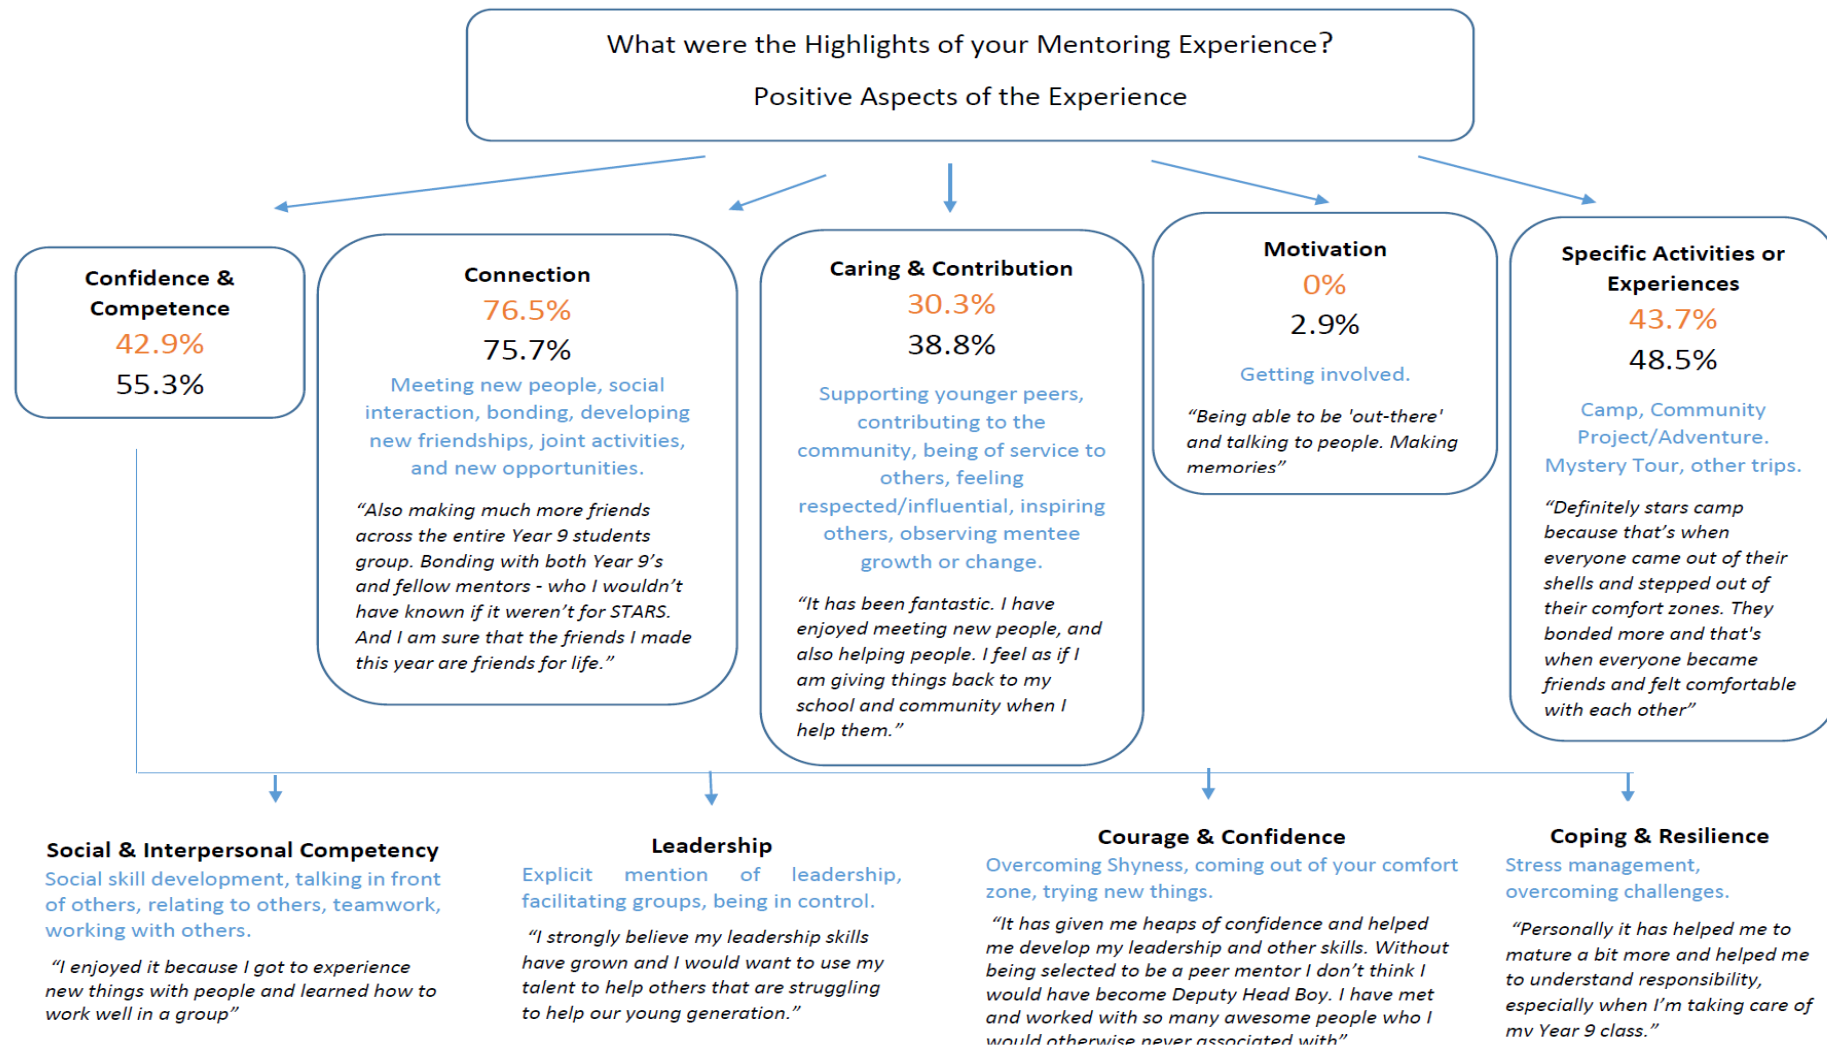 What were the Highlights of your Mentoring Experience?
Positive Aspects of the Experience
Confidence &
Competence
42.9%
55.3%
Connection
76.5%
75.7%
Meeting new people, social
interaction, bonding, developing
new friendships, joint activities,
and new opportunities.
“Also making much more friends
across the entire Year 9 students
group. Bonding with both Year 9’s
and fellow mentors - who I wouldn’t
have known if it weren’t for STARS.
And I am sure that the friends I made
this year are friends for life.”
Caring & Contribution
30.3%
38.8%
Supporting younger peers,
contributing to the
community, being of service to
others, feeling
respected/influential, inspiring
others, observing mentee
growth or change.
“It has been fantastic. I have
enjoyed meeting new people, and
also helping people. I feel as if I
am giving things back to my
school and community when I
help them.”
Motivation
0%
2.9%
Getting involved.
“Being able to be 'out-there'
and talking to people. Making
memories”
Specific Activities or
Experiences
43.7%
48.5%
Camp, Community
Project/Adventure.
Mystery Tour, other trips.
“Definitely stars camp
because that’s when
everyone came out of their
shells and stepped out of
their comfort zones. They
bonded more and that's
when everyone became
friends and felt comfortable
with each other”
Social & Interpersonal Competency
Social skill development, talking in front
of others, relating to others, teamwork,
working with others.
“I enjoyed it because I got to experience
new things with people and learned how to
work well in a group”
Leadership
Explicit mention of leadership,
facilitating groups, being in control.
“I strongly believe my leadership skills
have grown and I would want to use my
talent to help others that are struggling
to help our young generation.”
Courage & Confidence
Overcoming Shyness, coming out of your comfort
zone, trying new things.
“It has given me heaps of confidence and helped
me develop my leadership and other skills. Without
being selected to be a peer mentor I don’t think I
would have become Deputy Head Boy. I have met
and worked with so many awesome people who I
would otherwise never associated with”
Coping & Resilience
Stress management,
overcoming challenges.
“Personally it has helped me to
mature a bit more and helped me
to understand responsibility,
especially when I’m taking care of
my Year 9 class.”